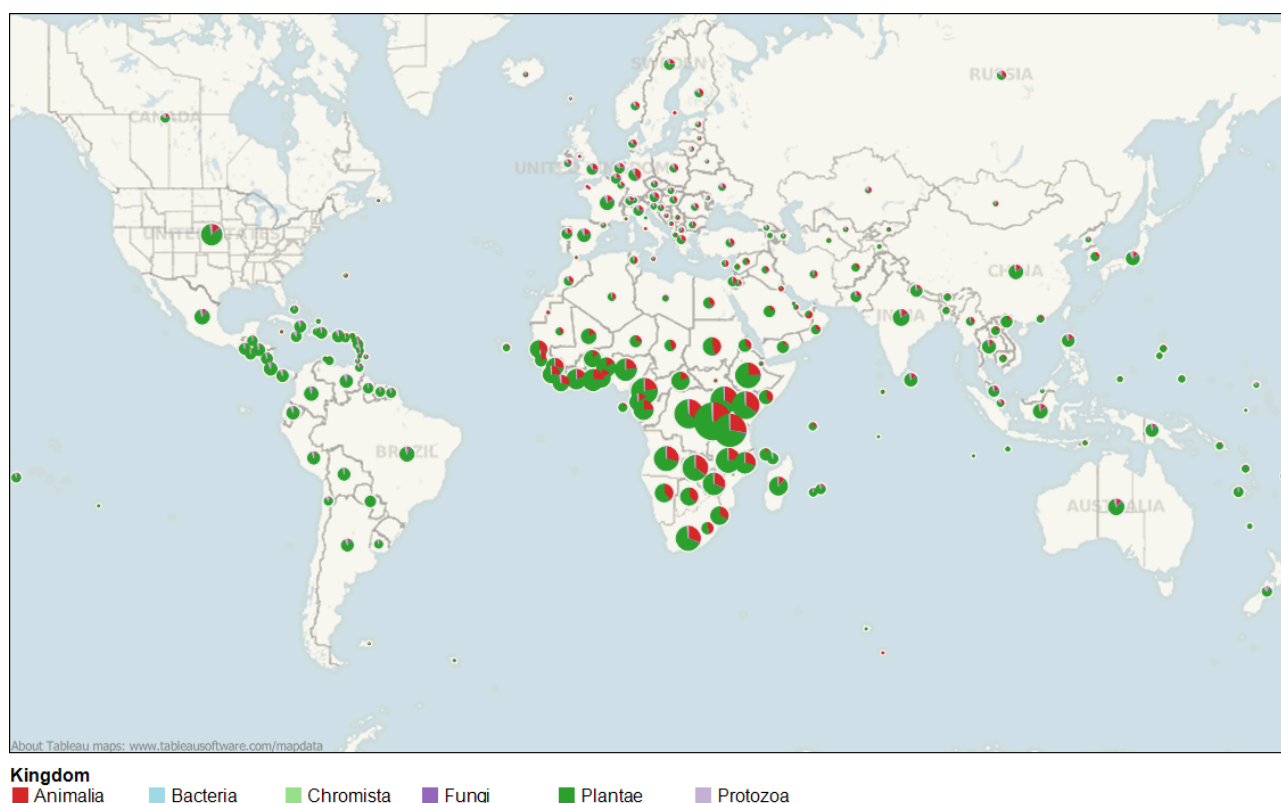 SWEDEN
RUSSIA
CANADA
UNITED KINGDOM
UNITED STATES
CHINA
INDIA
BRAZIL
AUSTRALIA
About Tableau maps: www.tableausoftware.com/mapdata
Kingdom
Animalia Bacteria Chromista Fungi Plantae Protozoa